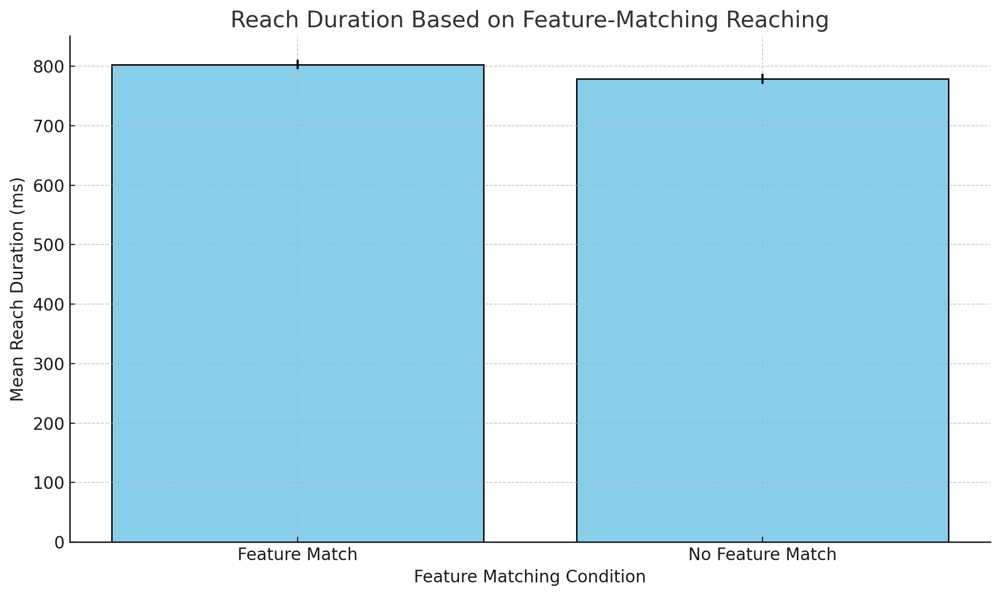 Reach Duration Based on Feature-Matching Reaching
Mean Reach Duration (ms)
800
700
600
500
400
300
200
100
0
Feature Match
No Feature Match
Feature Matching Condition